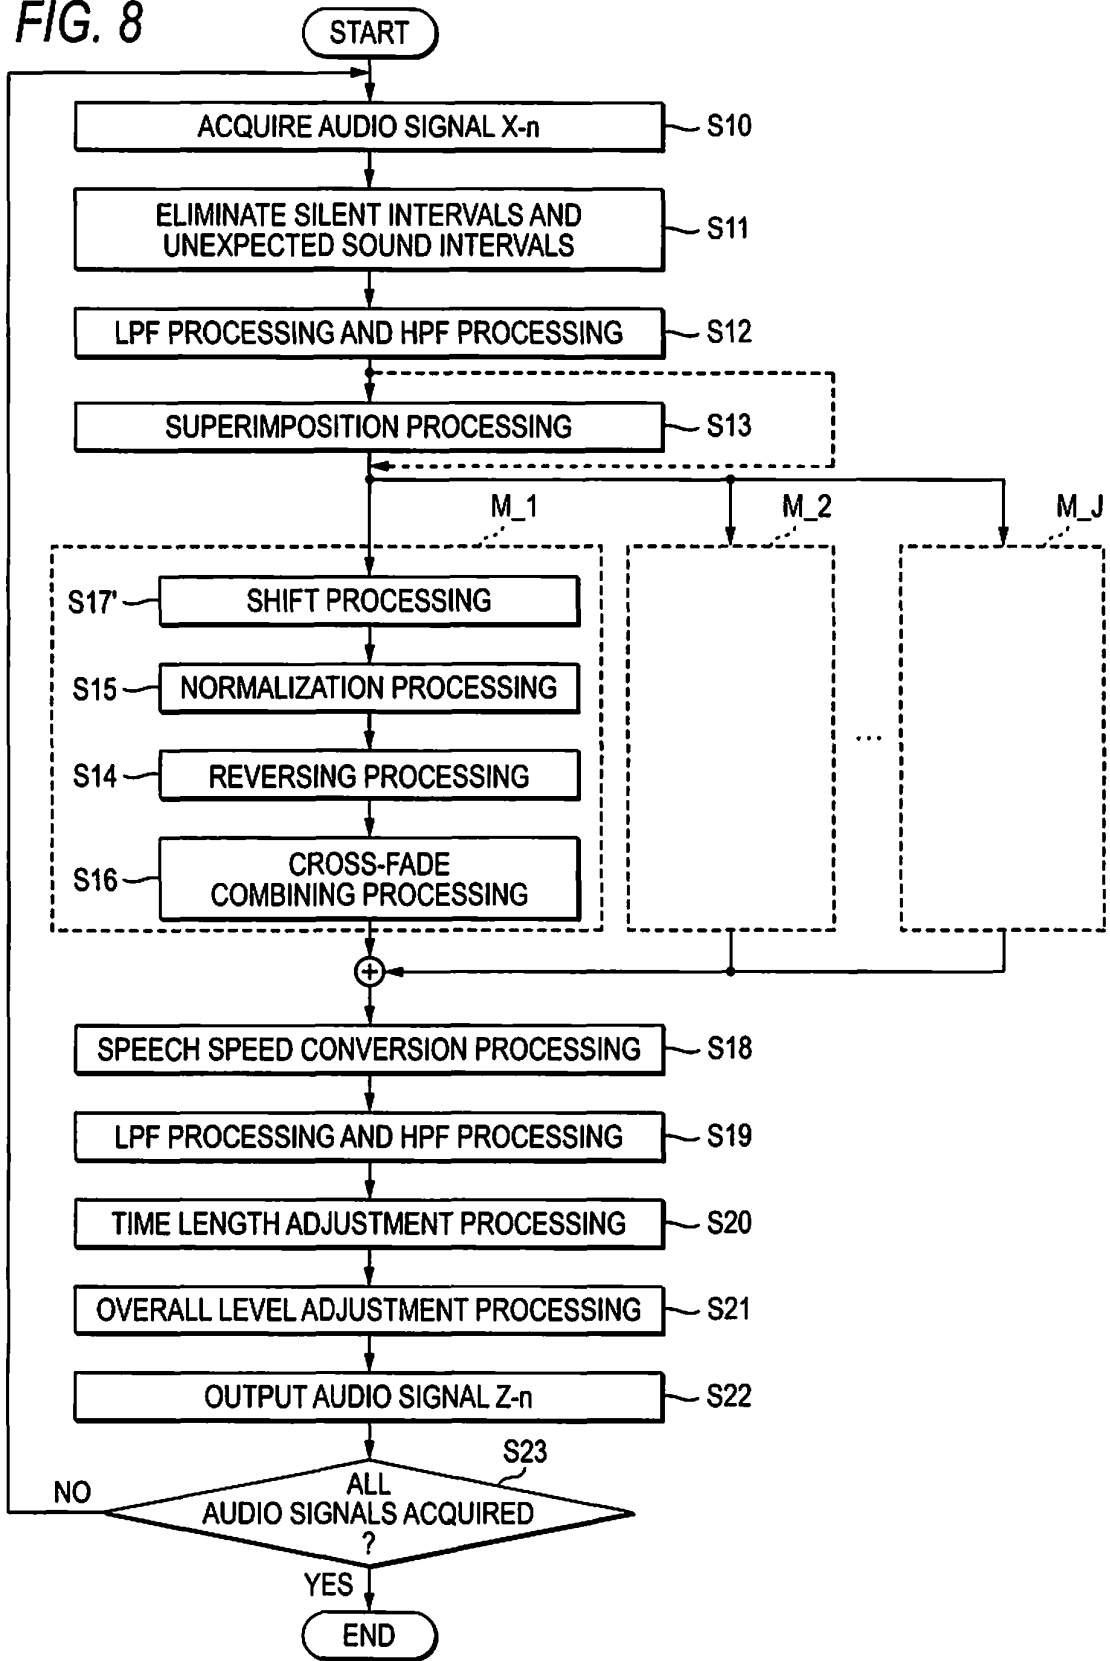 FIG. 8
START
ACQUIRE AUDIO SIGNAL X-n
S10
ELIMINATE SILENT INTERVALS AND
UNEXPECTED SOUND INTERVALS
S11
LPF PROCESSING AND HPF PROCESSING
S12
SUPERIMPOSITION PROCESSING
S13
M_1
M_2
M_J
S17'
SHIFT PROCESSING
S15
NORMALIZATION PROCESSING
S14
REVERSING PROCESSING
S16
CROSS-FADE
COMBINING PROCESSING
...
+
SPEECH SPEED CONVERSION PROCESSING
S18
LPF PROCESSING AND HPF PROCESSING
S19
TIME LENGTH ADJUSTMENT PROCESSING
S20
OVERALL LEVEL ADJUSTMENT PROCESSING
S21
OUTPUT AUDIO SIGNAL Z-n
S22
S23
ALL
AUDIO SIGNALS ACQUIRED
?
NO
YES
END